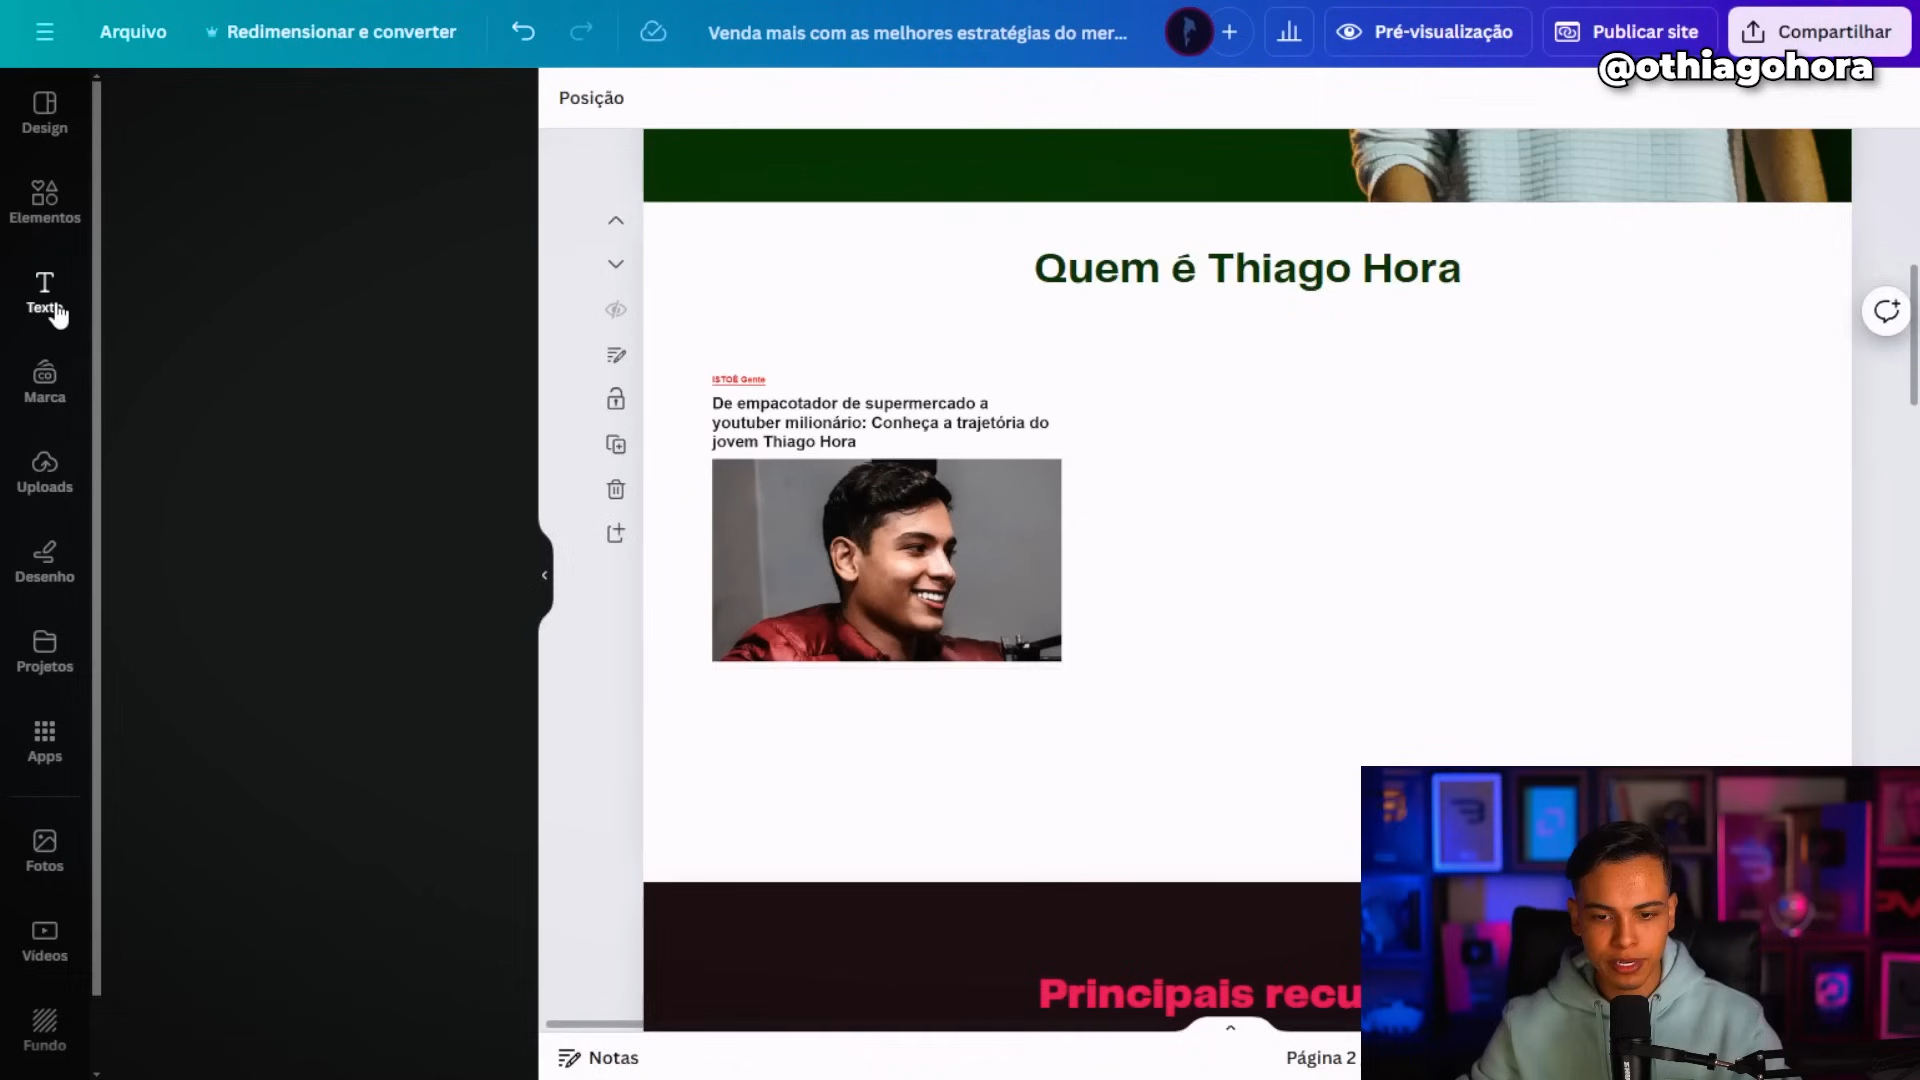 Arquivo
Redimensionar e converter
Venda mais com as melhores estratégias do mer...
Pré-visualização
Publicar site
Compartilhar
@othiagohora
Design
Elementos
Texto
Marca
Uploads
Desenho
Projetos
Apps
Fotos
Vídeos
Fundo
Posição
Quem é Thiago Hora
ISTOÉ Gente
De empacotador de supermercado a
youtuber milionário: Conheça a trajetória do
jovem Thiago Hora
Principais recu
Notas
Página 2